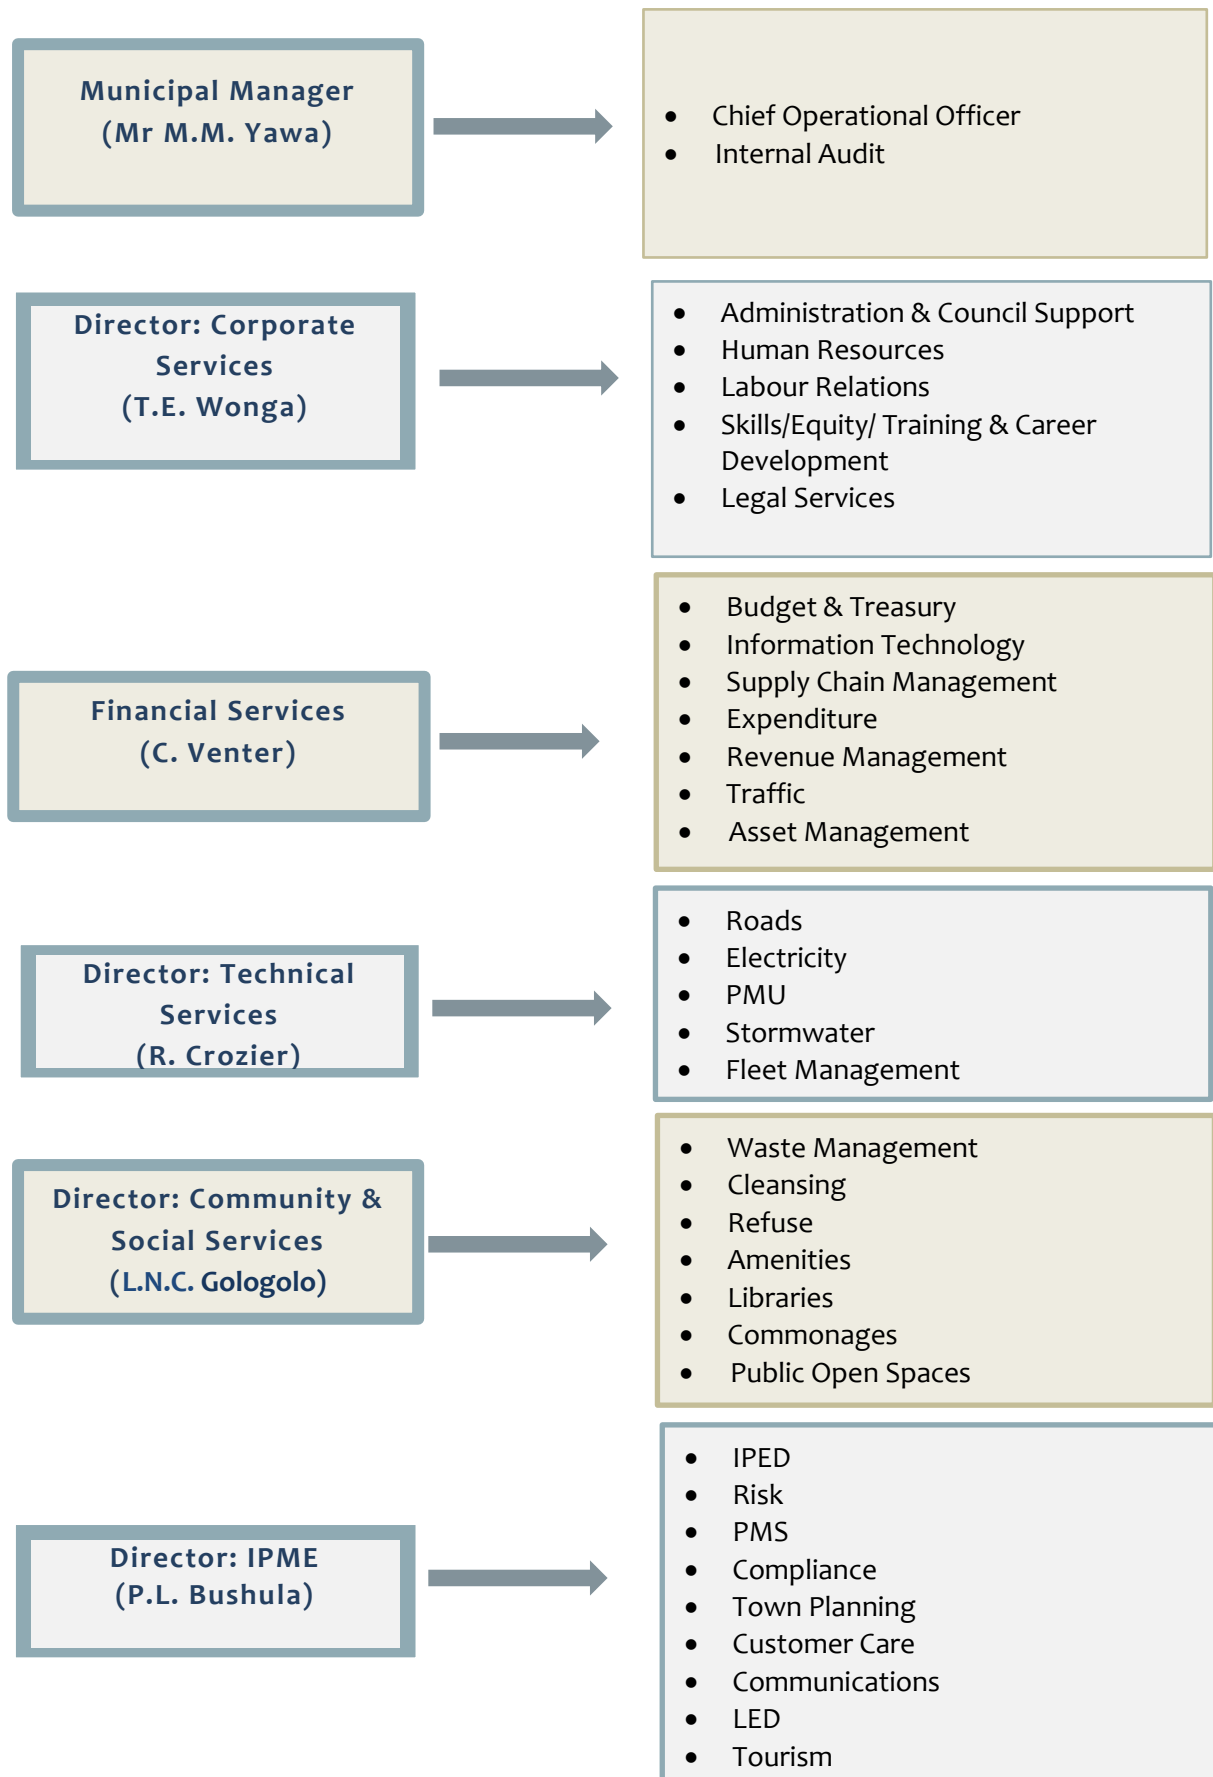 Municipal Manager
(Mr M.M. Yawa)
• Chief Operational Officer
• Internal Audit
Director: Corporate
Services
(T.E. Wonga)
• Administration & Council Support
• Human Resources
• Labour Relations
• Skills/Equity/ Training & Career
Development
• Legal Services
Financial Services
(C. Venter)
• Budget & Treasury
• Information Technology
• Supply Chain Management
• Expenditure
• Revenue Management
• Traffic
• Asset Management
Director: Technical
Services
(R. Crozier)
• Roads
• Electricity
• PMU
• Stormwater
• Fleet Management
Director: Community &
Social Services
(L.N.C. Gologolo)
• Waste Management
• Cleansing
• Refuse
• Amenities
• Libraries
• Commonages
• Public Open Spaces
Director: IPME
(P.L. Bushula)
• IPED
• Risk
• PMS
• Compliance
• Town Planning
• Customer Care
• Communications
• LED
• Tourism